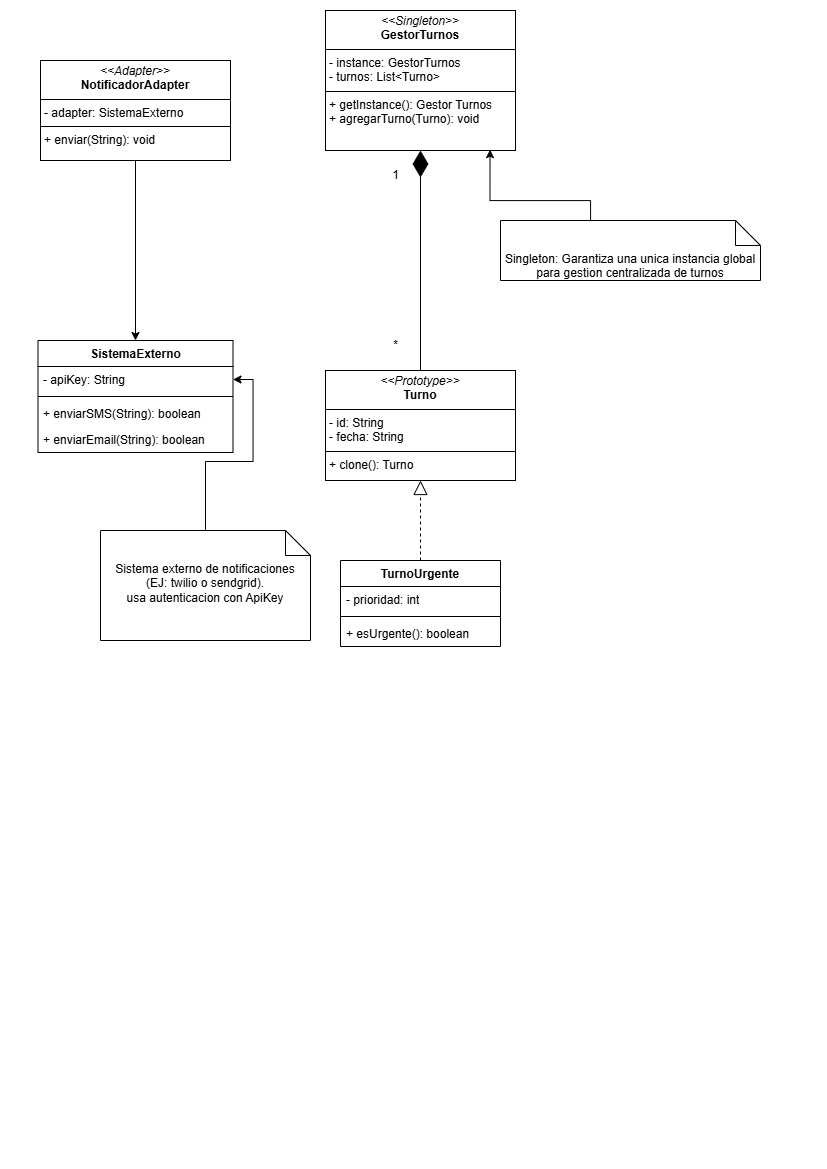 <<Singleton>>
GestorTurnos
- instance: GestorTurnos
- turnos: List<Turno>
+ getInstance(): Gestor Turnos
+ agregarTurno(Turno): void
<<Adapter>>
NotificadorAdapter
- adapter: SistemaExterno
+ enviar(String): void
1
Singleton: Garantiza una unica instancia global
para gestion centralizada de turnos
*
SistemaExterno
- apiKey: String
+ enviarSMS(String): boolean
+ enviarEmail(String): boolean
<<Prototype>>
Turno
- id: String
- fecha: String
+ clone(): Turno
Sistema externo de notificaciones
(EJ: twilio o sendgrid).
usa autenticacion con ApiKey
TurnoUrgente
- prioridad: int
+ esUrgente(): boolean